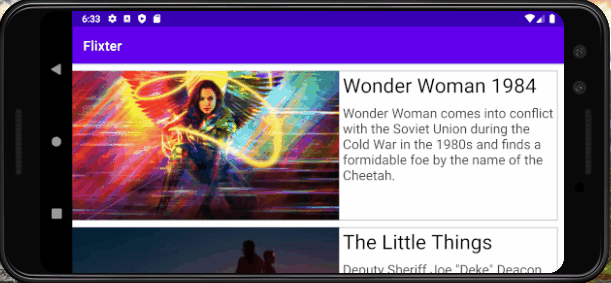 6:33
Flixter
Wonder Woman 1984
Wonder Woman comes into conflict
with the Soviet Union during the
Cold War in the 1980s and finds a
formidable foe by the name of the
Cheetah.
The Little Things
Deputy Sheriff Joe "Deke" Deacon